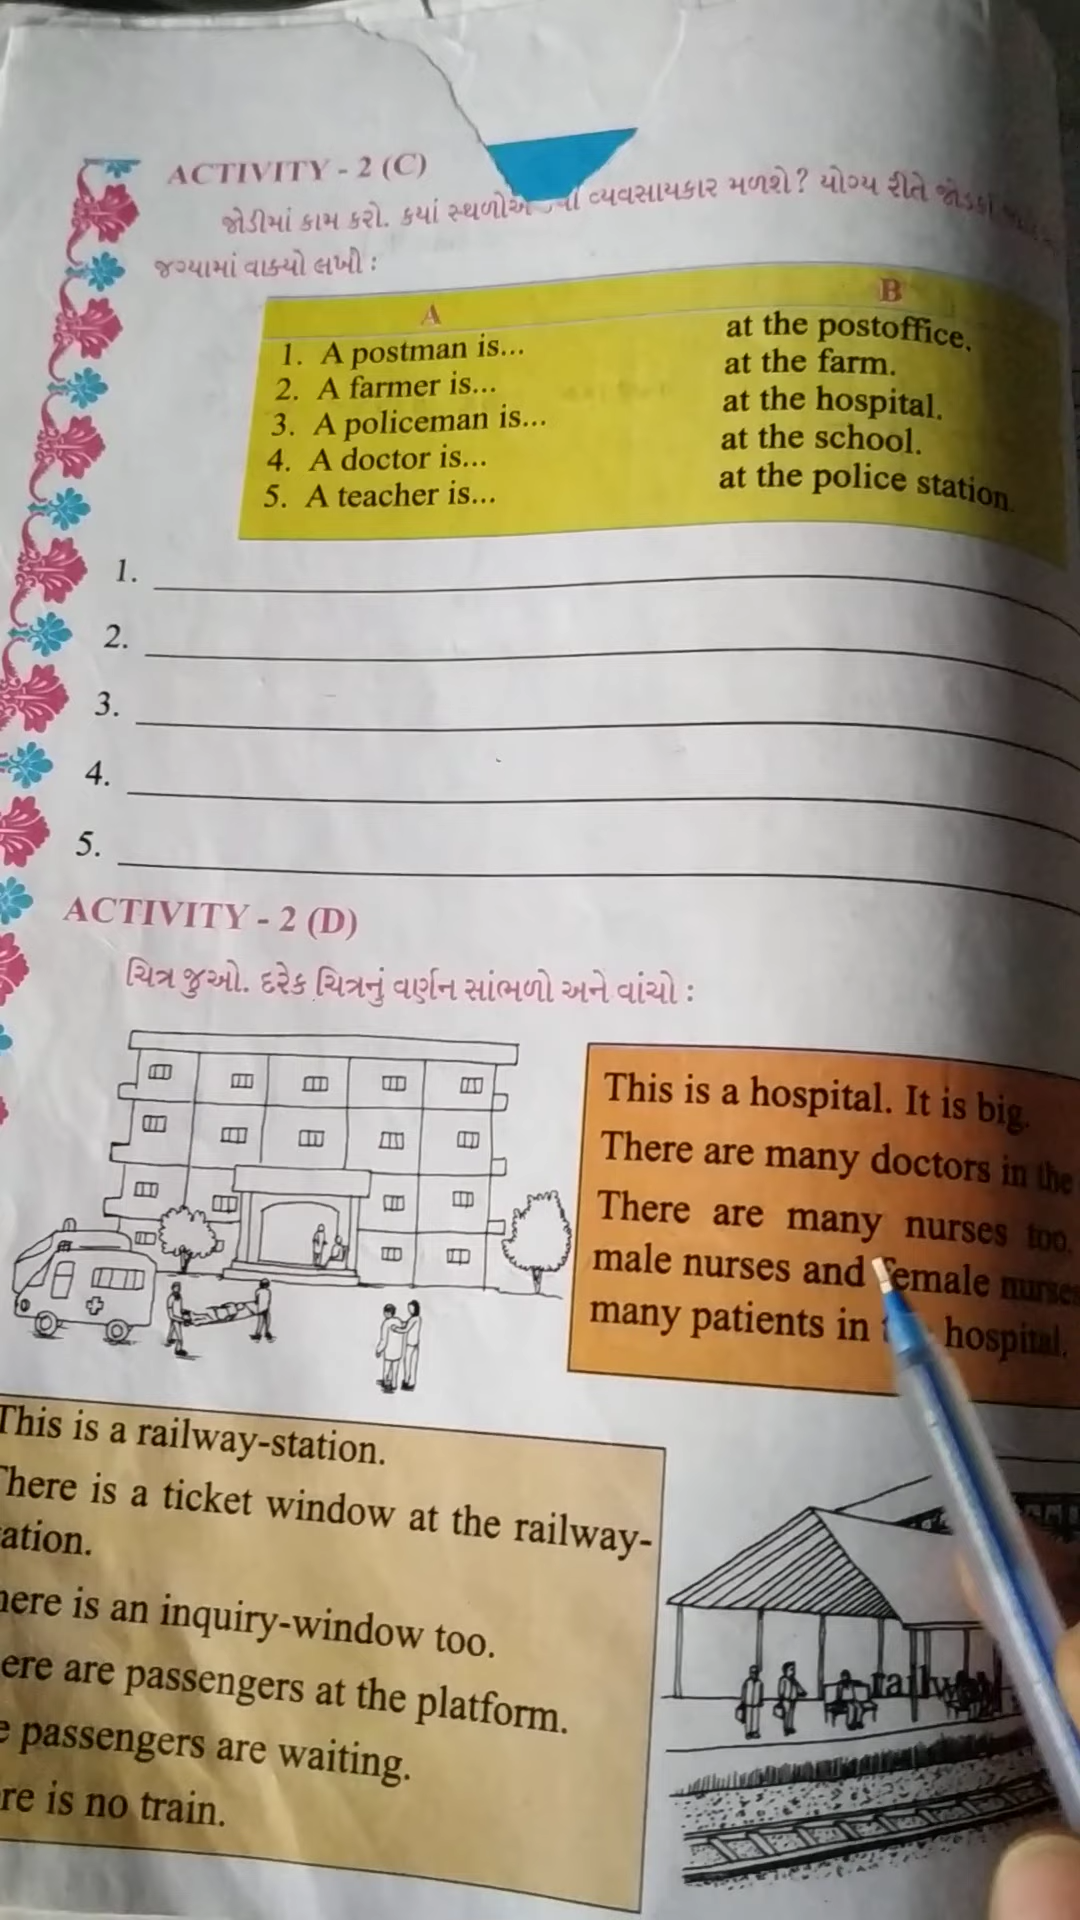 ACTIVITY - 2 (C)
જોડીમાં કામ કરો. કયાં સ્થળોએ વ્યવસાયકાર મળશે? યોગ્ય રીતે
જગ્યામાં વાક્યો લખી :
A B
1. A postman is... at the postoffice.
2. A farmer is... at the farm.
3. A policeman is... at the hospital.
4. A doctor is... at the school.
5. A teacher is... at the police station.
1.
2.
3.
4.
5.
ACTIVITY - 2 (D)
ચિત્ર જુઓ. દરેક ચિત્રનું વર્ણન સાંભળો અને વાંચો :
This is a hospital. It is big.
There are many doctors in the
There are many nurses too.
male nurses and female nurses
many patients in hospital.
This is a railway-station.
There is a ticket window at the railway-
ation.
here is an inquiry-window too.
ere are passengers at the platform.
e passengers are waiting.
re is no train.
railw